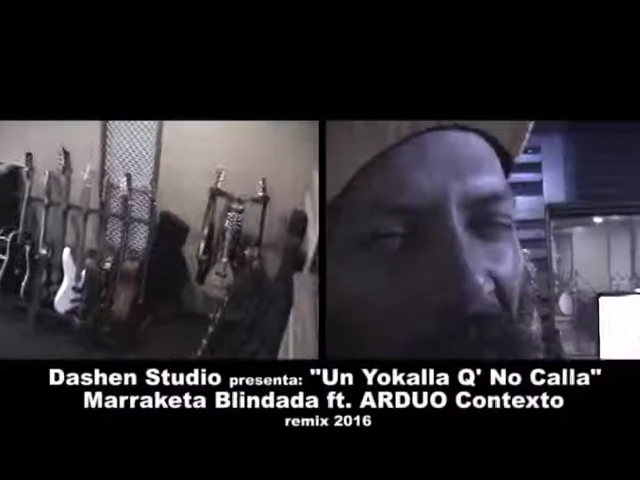 Dashen Studio presenta: "Un Yokalla Q' No Calla"
Marraketa Blindada ft. ARDUO Contexto
remix 2016